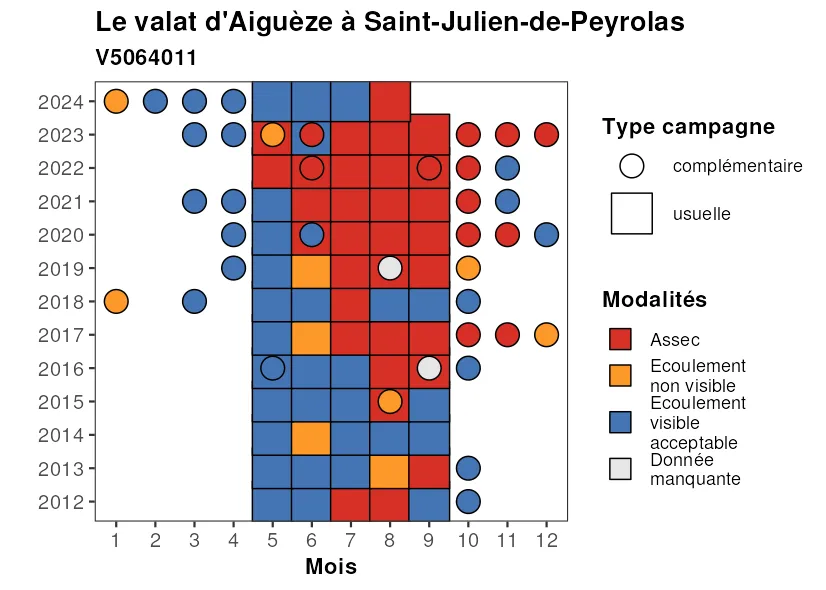 Le valat d'Aiguèze à Saint-Julien-de-Peyrolas
V5064011
2024
2023
2022
2021
2020
2019
2018
2017
2016
2015
2014
2013
2012
1 2 3 4 5 6 7 8 9 10 11 12
Mois
Type campagne
complémentaire
usuelle
Modalités
Assec
Ecoulement
non visible
Ecoulement
visible
acceptable
Donnée
manquante